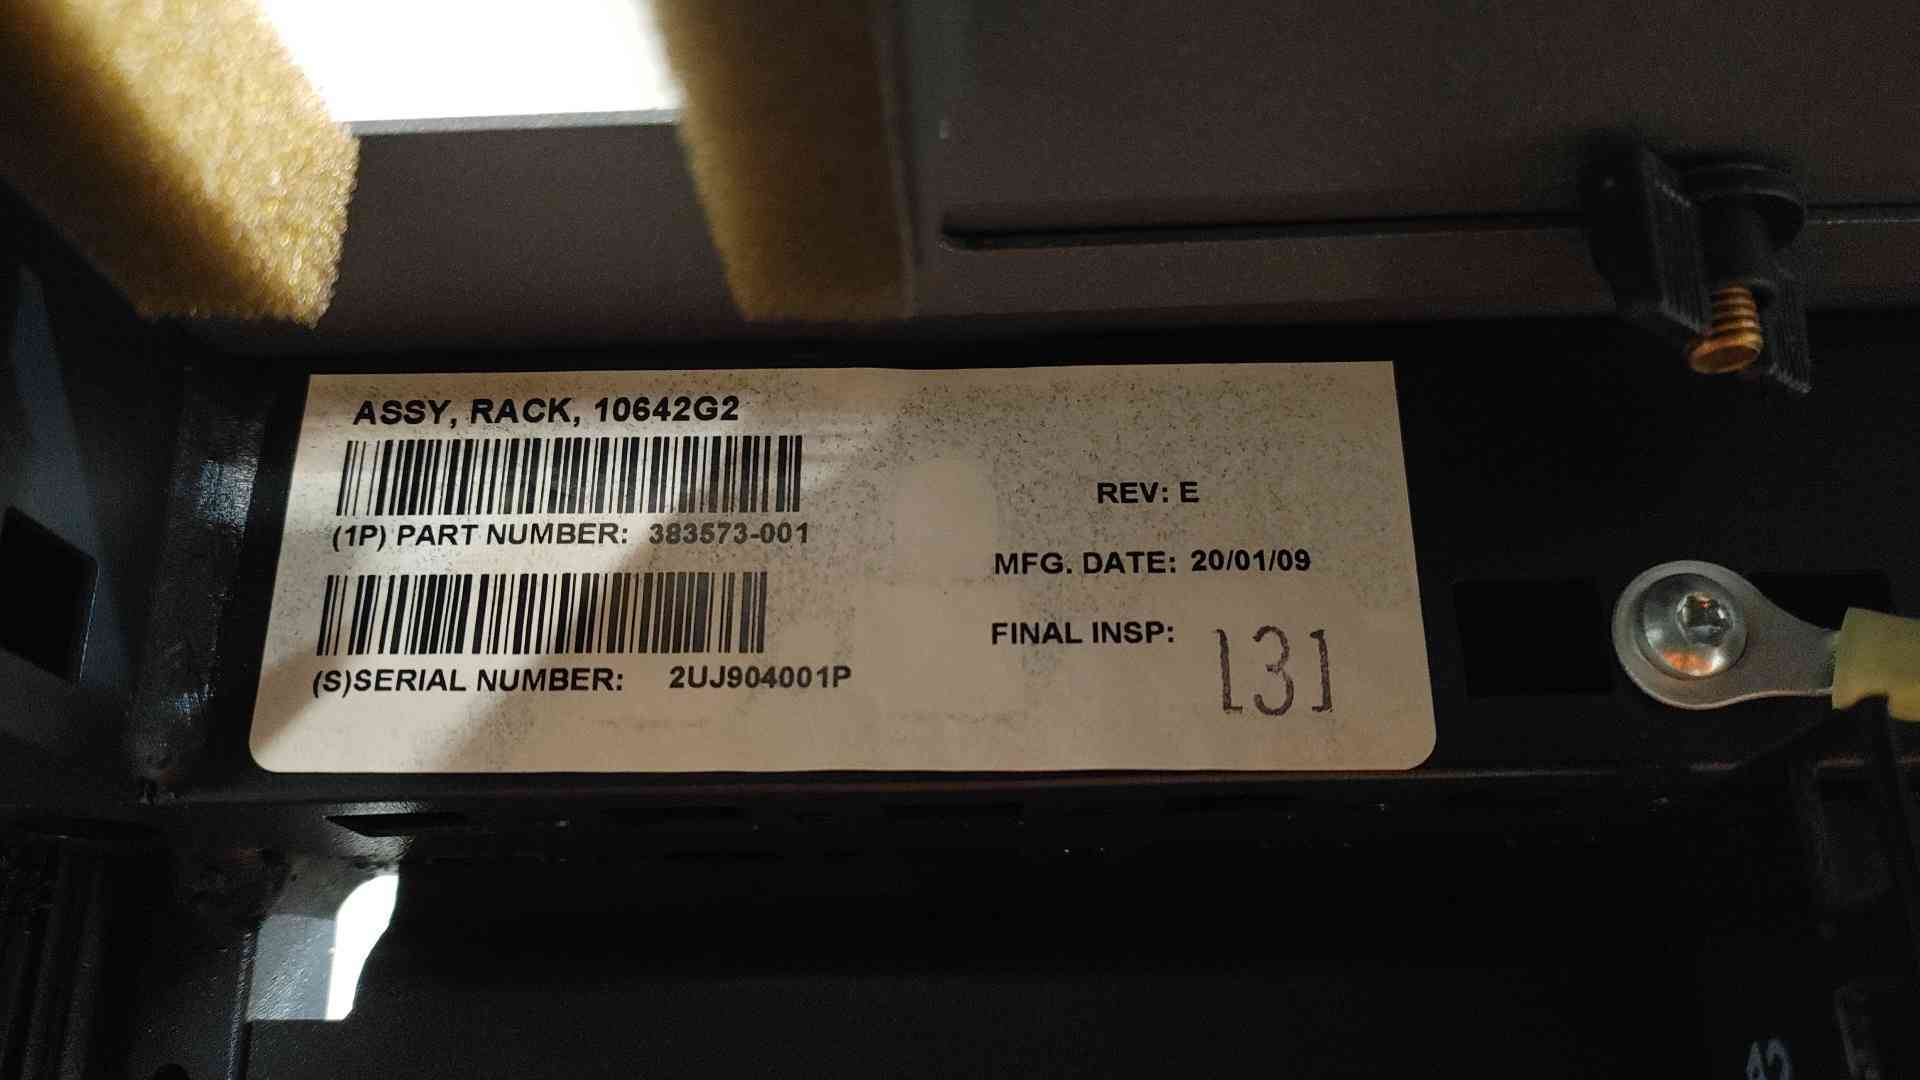 ASSY, RACK, 10642G2
(1P) PART NUMBER: 383573-001
(S)SERIAL NUMBER: 2UJ904001P
REV: E
MFG. DATE: 20/01/09
FINAL INSP: 131